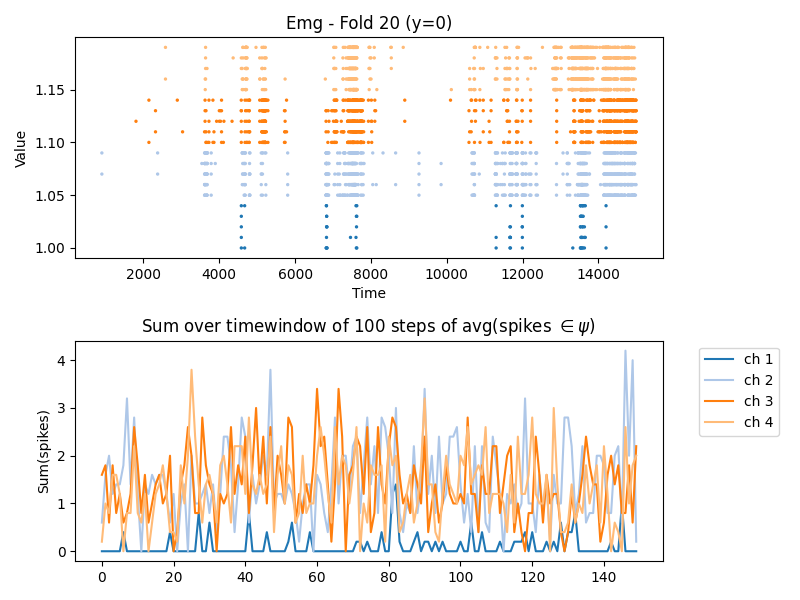 Emg - Fold 20 (y=0)
Value
1.15
1.10
1.05
1.00
2000 4000 6000 8000 10000 12000 14000
Time
Sum over timewindow of 100 steps of avg(spikes ∈ ψ)
Sum(spikes)
4
3
2
1
0
0 20 40 60 80 100 120 140
ch 1
ch 2
ch 3
ch 4